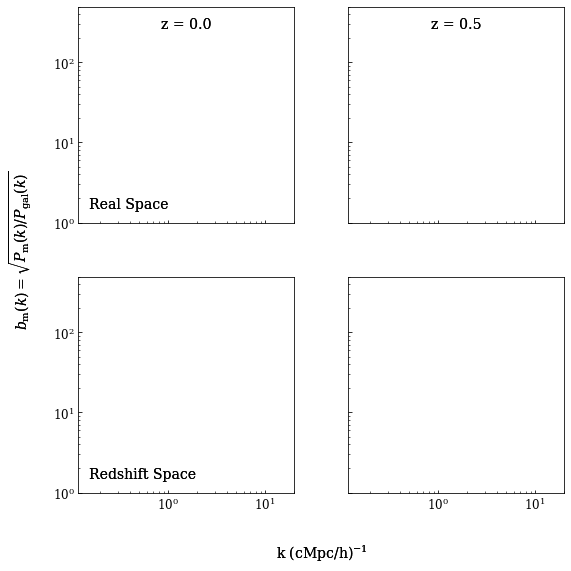 z = 0.0
z = 0.5
10²
10¹
10⁰
Real Space
b_m(k) = √P_m(k)/P_gal(k)
10²
10¹
10⁰
Redshift Space
10⁰ 10¹
10⁰ 10¹
k (cMpc/h)⁻¹